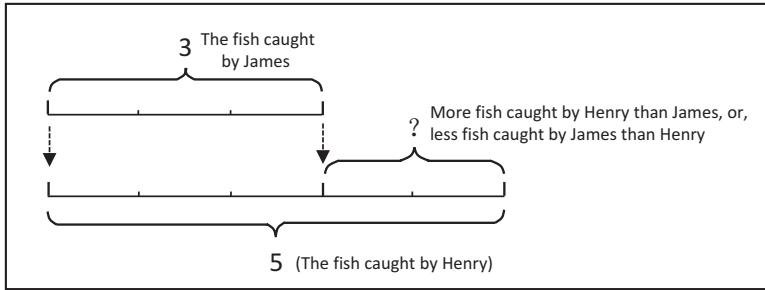 3 The fish caught
by James
? More fish caught by Henry than James, or,
less fish caught by James than Henry
5 (The fish caught by Henry)